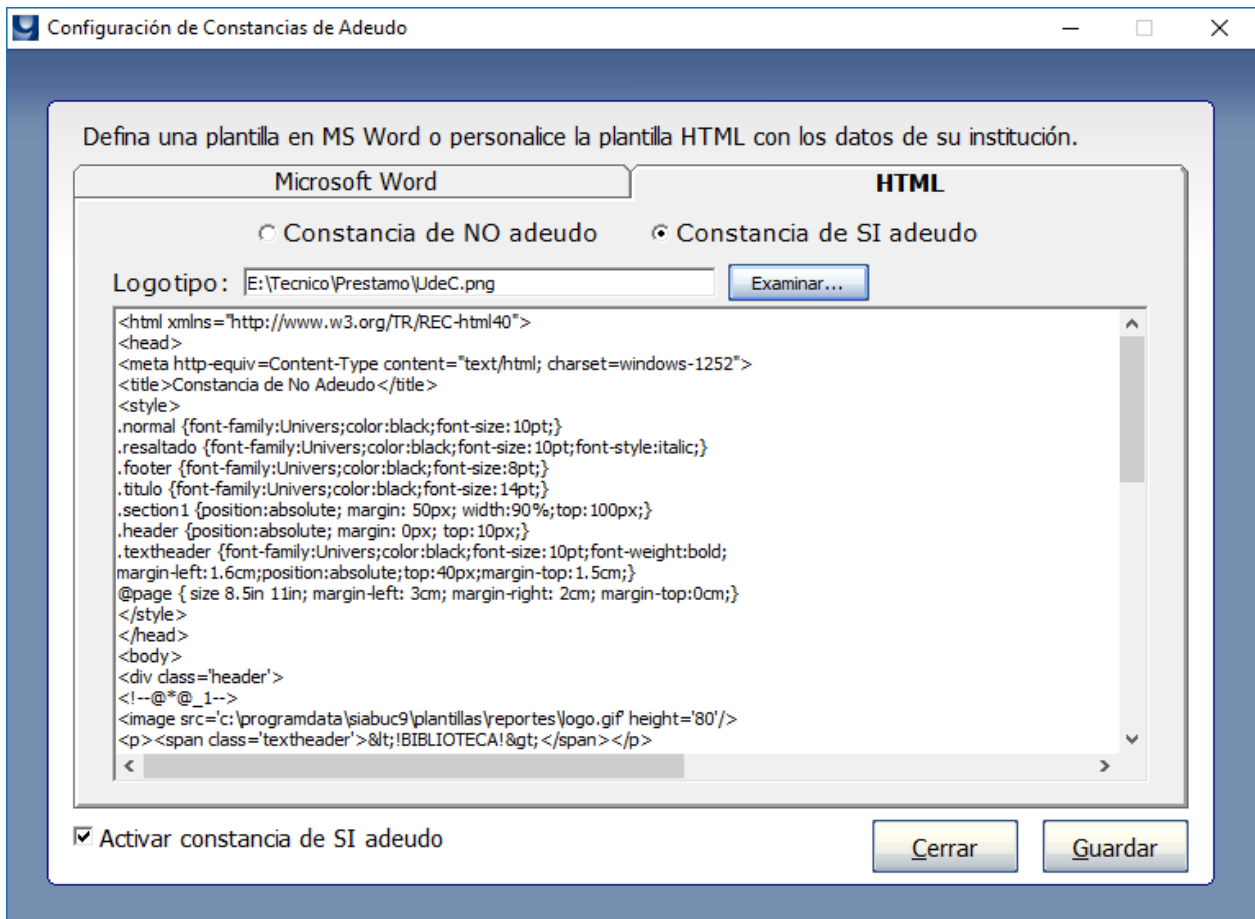 Configuración de Constancias de Adeudo
Defina una plantilla en MS Word o personalice la plantilla HTML con los datos de su institución.
Microsoft Word HTML
Constancia de NO adeudo Constancia de SI adeudo
Logotipo: E:\Tecnico\Prestamo\UdeC.png Examinar...
<html xmlns="http://www.w3.org/TR/REC-html40">
<head>
<meta http-equiv=Content-Type content="text/html; charset=windows-1252">
<title>Constancia de No Adeudo</title>
<style>
.normal {font-family:Univers;color:black;font-size:10pt;}
.resaltado {font-family:Univers;color:black;font-size:10pt;font-style:italic;}
.footer {font-family:Univers;color:black;font-size:8pt;}
.titulo {font-family:Univers;color:black;font-size:14pt;}
.section1 {position:absolute; margin: 50px; width:90%;top:100px;}
.header {position:absolute; margin: 0px; top:10px;}
.textheader {font-family:Univers;color:black;font-size:10pt;font-weight:bold;
margin-left:1.6cm;position:absolute;top:40px;margin-top:1.5cm;}
@page { size 8.5in 11in; margin-left: 3cm; margin-right: 2cm; margin-top:0cm;}
</style>
</head>
<body>
<div class='header'>
<!--@*@_1-->
<image src='c:\programdata\siabuc9\plantillas\reportes\logo.gif' height='80'/>
<p><span class='textheader'>&lt;!BIBLIOTECA!&gt;</span></p>
Activar constancia de SI adeudo
Cerrar Guardar